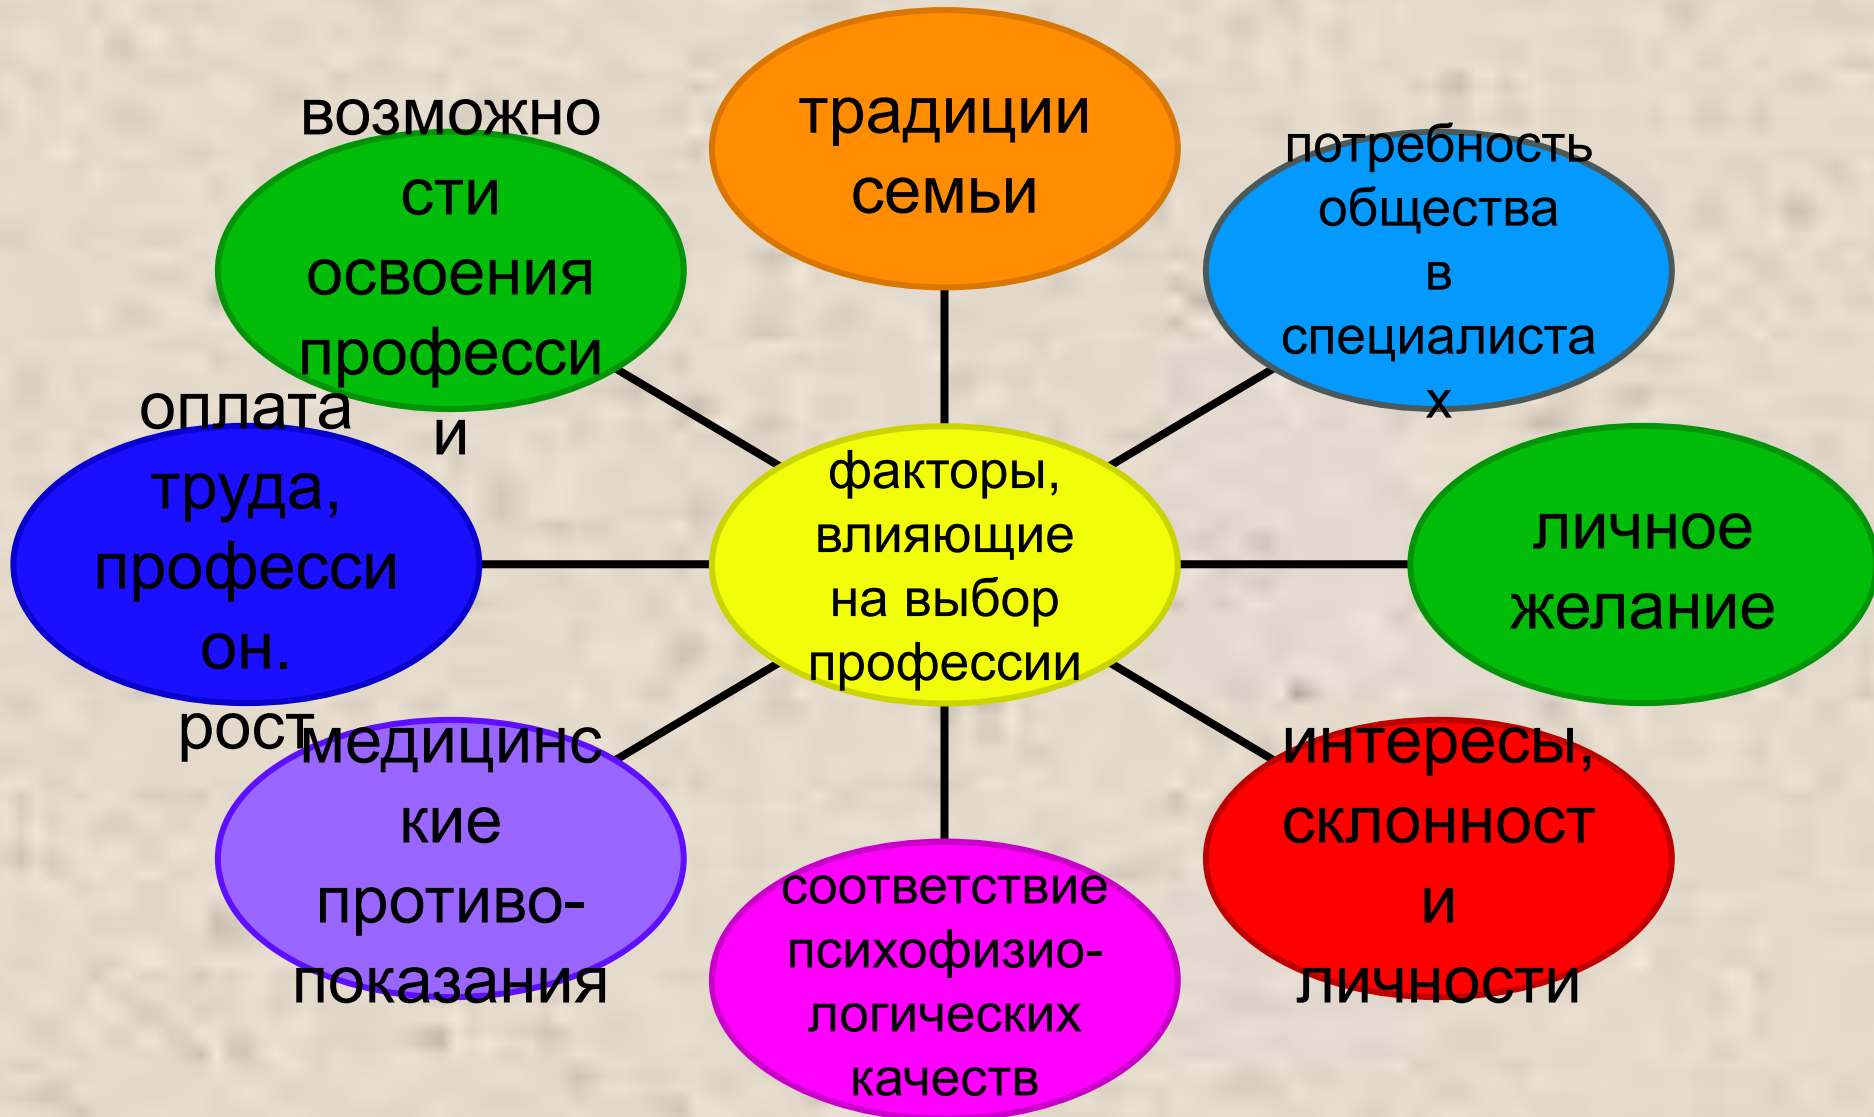 традиции
семьи
потребность
общества
в
специалиста
х
личное
желание
интересы,
склонност
и
личности
соответствие
психофизио-
логических
качеств
медицинс
кие
противо-
показания
оплата
труда,
професси
он.
рост
возможно
сти
освоения
професси
и
факторы,
влияющие
на выбор
профессии